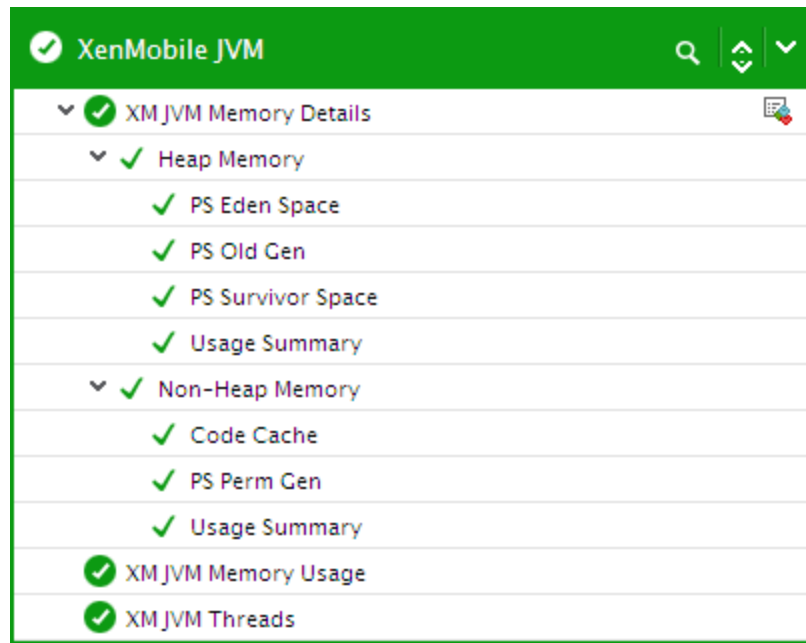 XenMobile JVM
XM JVM Memory Details
Heap Memory
PS Eden Space
PS Old Gen
PS Survivor Space
Usage Summary
Non-Heap Memory
Code Cache
PS Perm Gen
Usage Summary
XM JVM Memory Usage
XM JVM Threads